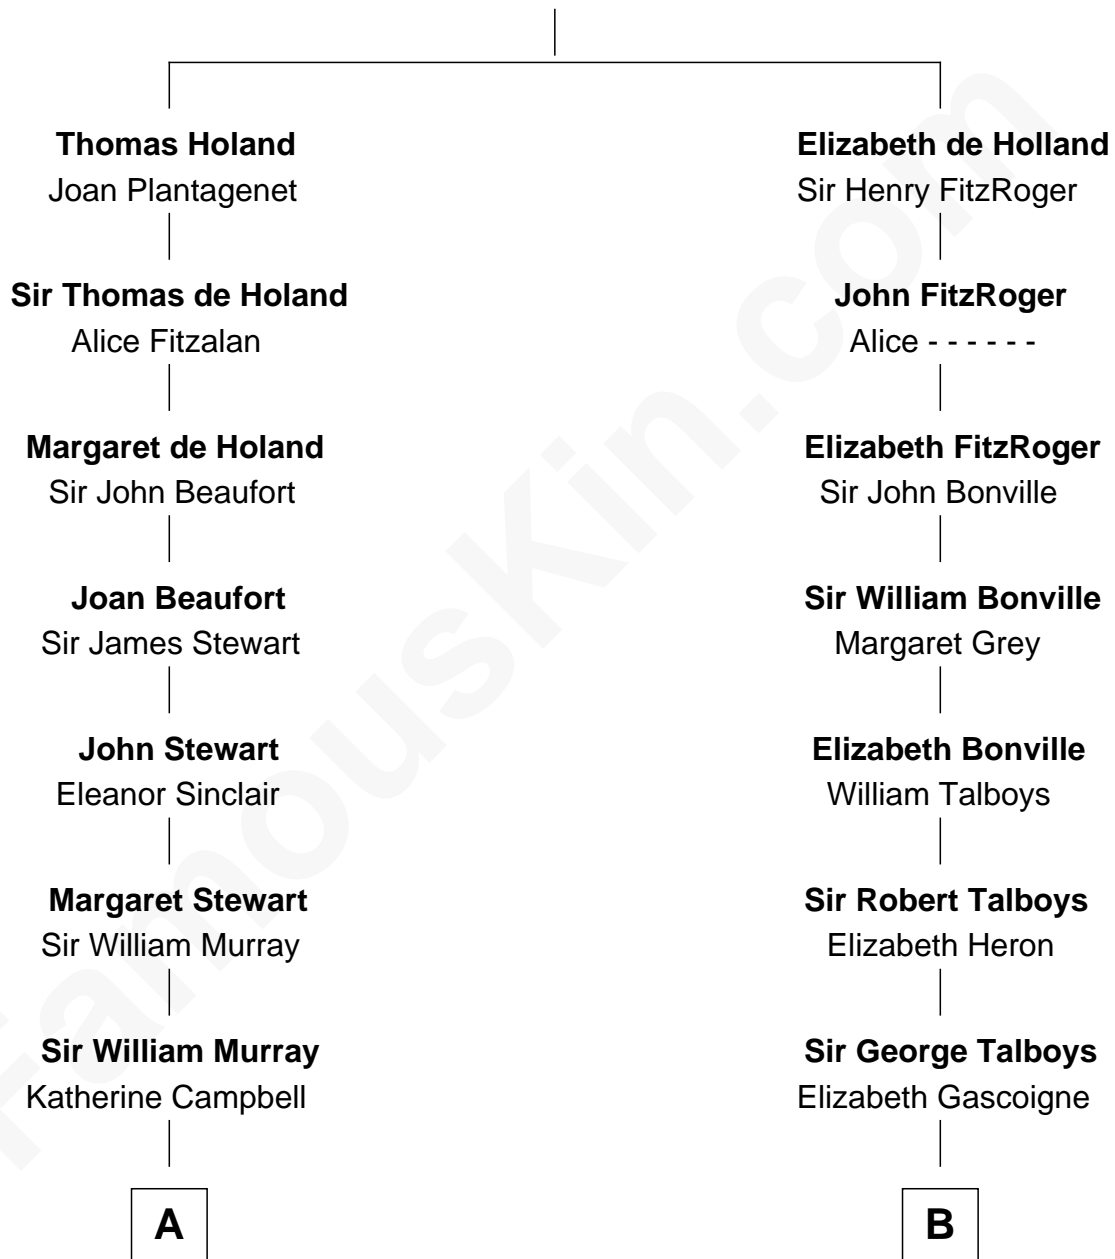 Thomas Holand
Joan Plantagenet
Elizabeth de Holland
Sir Henry FitzRoger
Sir Thomas de Holand
Alice Fitzalan
John FitzRoger
Alice - - - - - -
Margaret de Holand
Sir John Beaufort
Elizabeth FitzRoger
Sir John Bonville
Joan Beaufort
Sir James Stewart
Sir William Bonville
Margaret Grey
John Stewart
Eleanor Sinclair
Elizabeth Bonville
William Talboys
Margaret Stewart
Sir William Murray
Sir Robert Talboys
Elizabeth Heron
Sir William Murray
Katherine Campbell
Sir George Talboys
Elizabeth Gascoigne
A
B
FamousKin.com